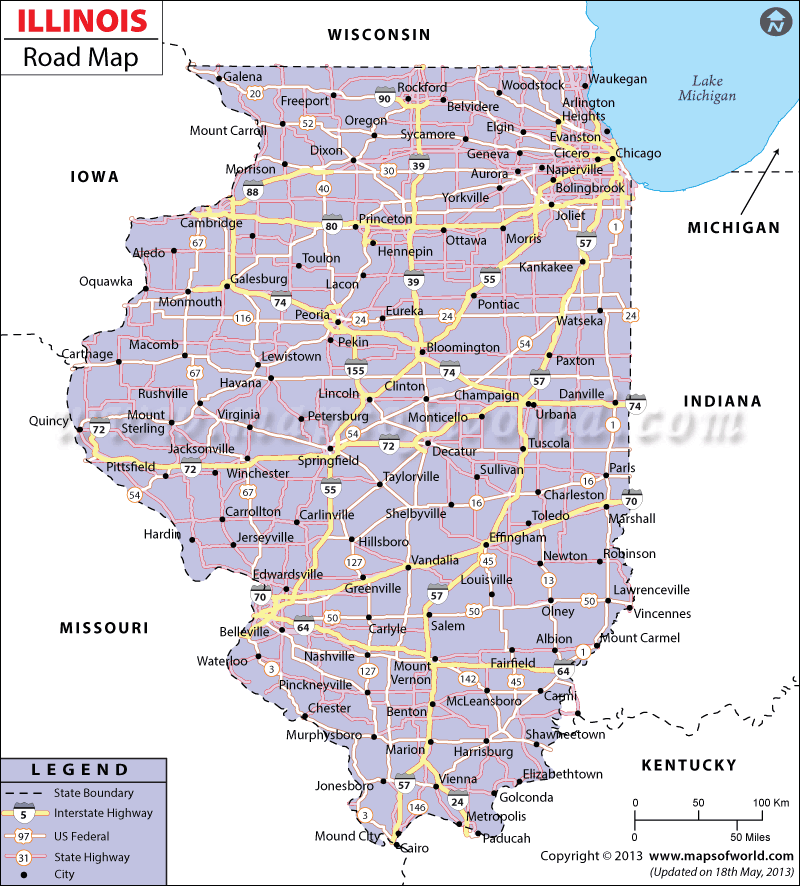 ILLINOIS
Road Map
WISCONSIN
N
Lake
Michigan
IOWA
MICHIGAN
INDIANA
MISSOURI
KENTUCKY
Galena
20
Freeport
90
Rockford
Belvidere
Woodstock
Waukegan
Arlington
Heights
Mount Carroll
52
Oregon
Sycamore
Elgin
Evanston
Dixon
Geneva
Cicero
Chicago
Morrison
30
39
Aurora
Naperville
Bolingbrook
88
40
Yorkville
Joliet
Cambridge
80
Princeton
Ottawa
Morris
1
67
57
Aledo
Toulon
Hennepin
Kankakee
Oquawka
Galesburg
Lacon
39
55
Monmouth
74
Pontiac
116
Peoria
24
Eureka
24
Watseka
24
Macomb
Pekin
Bloomington
54
Carthage
Lewistown
Paxton
67
Havana
155
74
57
Rushville
Lincoln
Clinton
Champaign
Danville
74
Quincy
72
Mount
Sterling
Virginia
Petersburg
Monticello
Urbana
1
54
Jacksonville
72
Decatur
Tuscola
Pittsfield
72
Springfield
Winchester
Taylorville
Sullivan
Parls
16
54
67
55
16
Charleston
70
Carrollton
Carlinville
Shelbyville
Toledo
Marshall
Hardin
Jerseyville
Hillsboro
Effingham
127
Vandalia
45
Newton
Robinson
Edwardsville
Louisville
13
70
Greenville
57
Lawrenceville
50
50
50
Olney
Vincennes
64
Belleville
Carlyle
Salem
Albion
Mount Carmel
1
Waterloo
Nashville
Mount
Vernon
Fairfield
64
3
127
142
45
Pinckneyville
McLeansboro
Carmi
Chester
Benton
Murphysboro
Shawneetown
Marion
Harrisburg
Jonesboro
57
Vienna
Elizabethtown
24
Golconda
3
146
Metropolis
Mound City
Paducah
Cairo
LEGEND
State Boundary
5
Interstate Highway
97
US Federal
31
State Highway
City
0 50 100 Km
0 50 Miles
Copyright © 2013 www.mapsofworld.com
(Updated on 18th May, 2013)